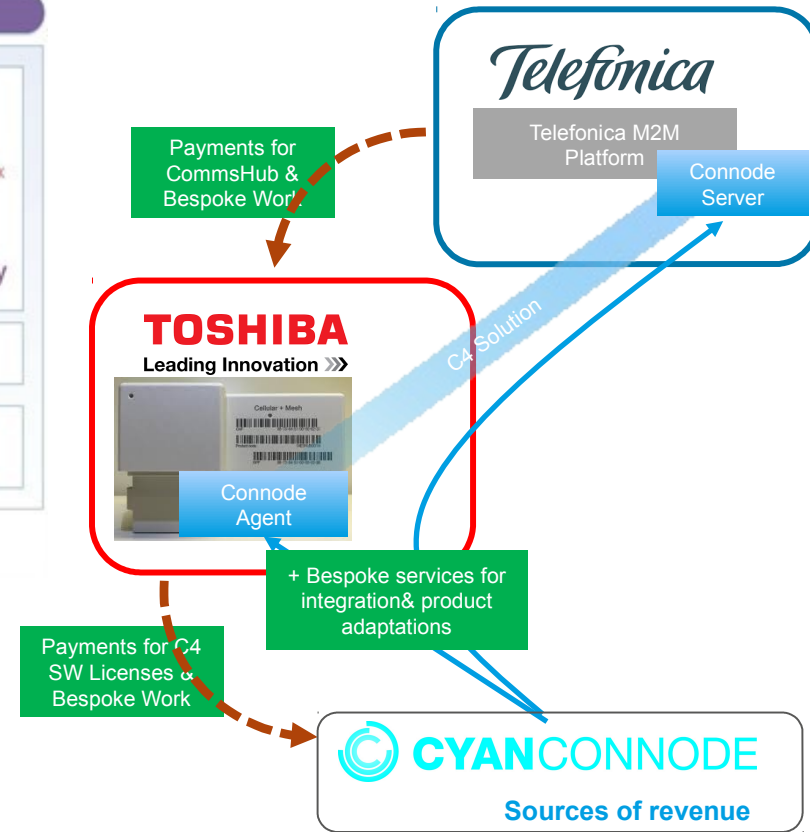 Telefónica
Telefonica M2M
Platform
Connode
Server
Payments for
CommsHub &
Bespoke Work
C4 Solution
TOSHIBA
Leading Innovation
Cellular + Mesh
Connode
Agent
+ Bespoke services for
integration& product
adaptations
Payments for C4
SW Licenses &
Bespoke Work
CYANCONNODE
Sources of revenue